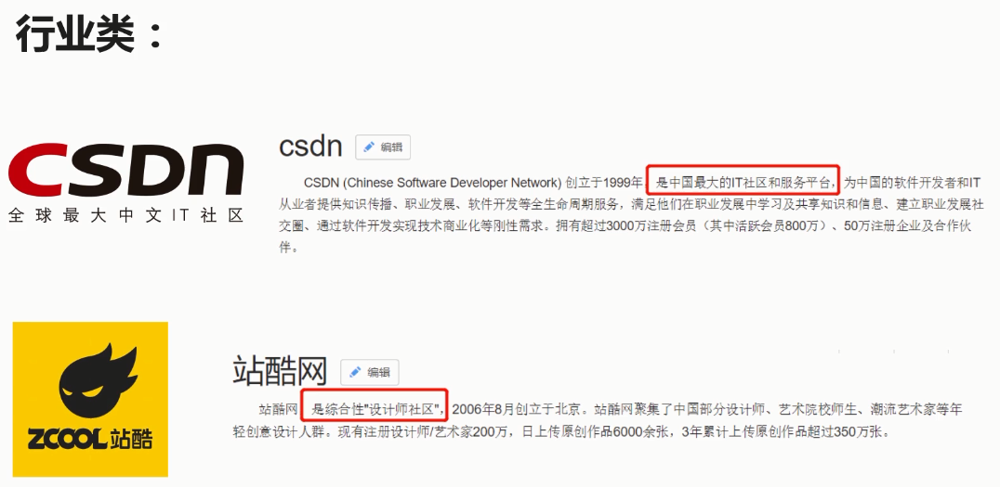 行业类：
CSDN
全球最大中文IT社区
csdn 编辑
CSDN (Chinese Software Developer Network) 创立于1999年，是中国最大的IT社区和服务平台，为中国的软件开发者和IT
从业者提供知识传播、职业发展、软件开发等全生命周期服务，满足他们在职业发展中学习及共享知识和信息、建立职业发展社
交圈、通过软件开发实现技术商业化等刚性需求。拥有超过3000万注册会员（其中活跃会员800万）、50万注册企业及合作伙
伴。
ZCOOL站酷
站酷网 编辑
站酷网，是综合性"设计师社区"，2006年8月创立于北京。站酷网聚集了中国部分设计师、艺术院校师生、潮流艺术家等年
轻创意设计人群。现有注册设计师/艺术家200万，日上传原创作品6000余张，3年累计上传原创作品超过350万张。